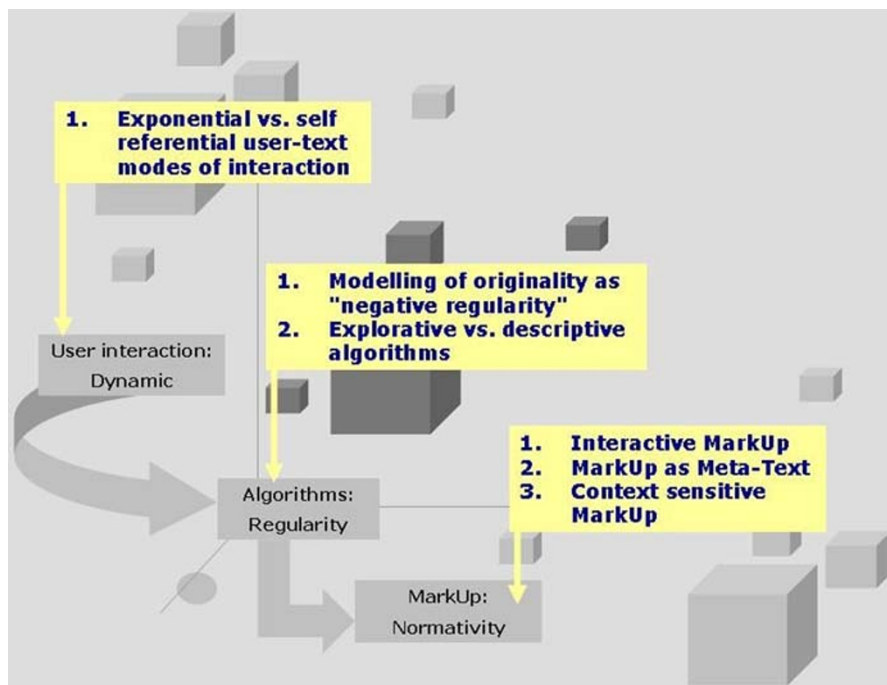 1. Exponential vs. self
referential user-text
modes of interaction
User interaction:
Dynamic
1. Modelling of originality as
"negative regularity"
2. Explorative vs. descriptive
algorithms
Algorithms:
Regularity
1. Interactive MarkUp
2. MarkUp as Meta-Text
3. Context sensitive
MarkUp
MarkUp:
Normativity